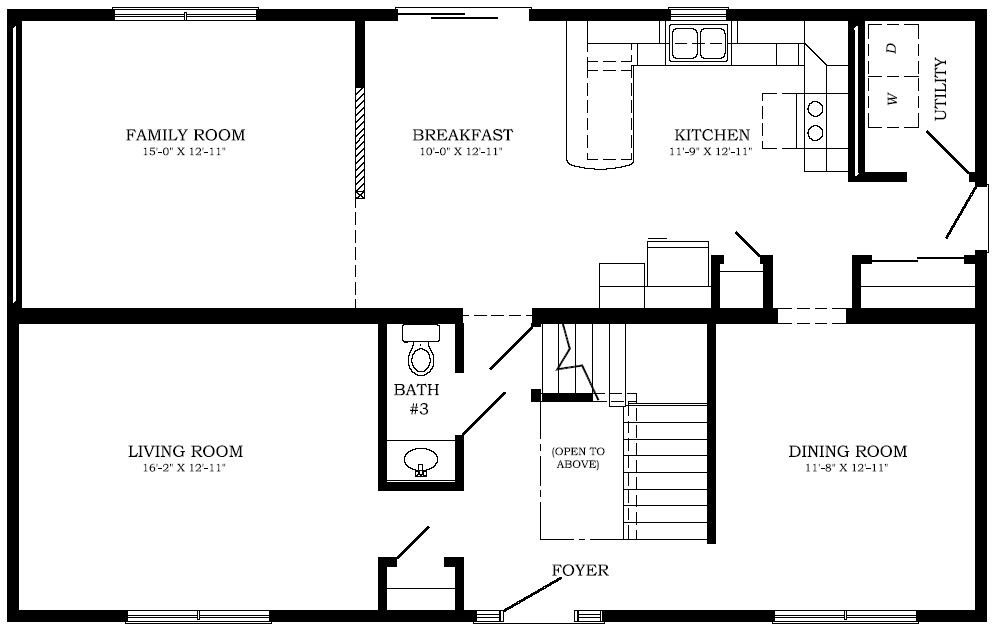 FAMILY ROOM
15'-0" X 12'-11"
BREAKFAST
10'-0" X 12'-11"
KITCHEN
11'-9" X 12'-11"
D
W
UTILITY
BATH
#3
LIVING ROOM
16'-2" X 12'-11"
(OPEN TO
ABOVE)
DINING ROOM
11'-8" X 12'-11"
FOYER